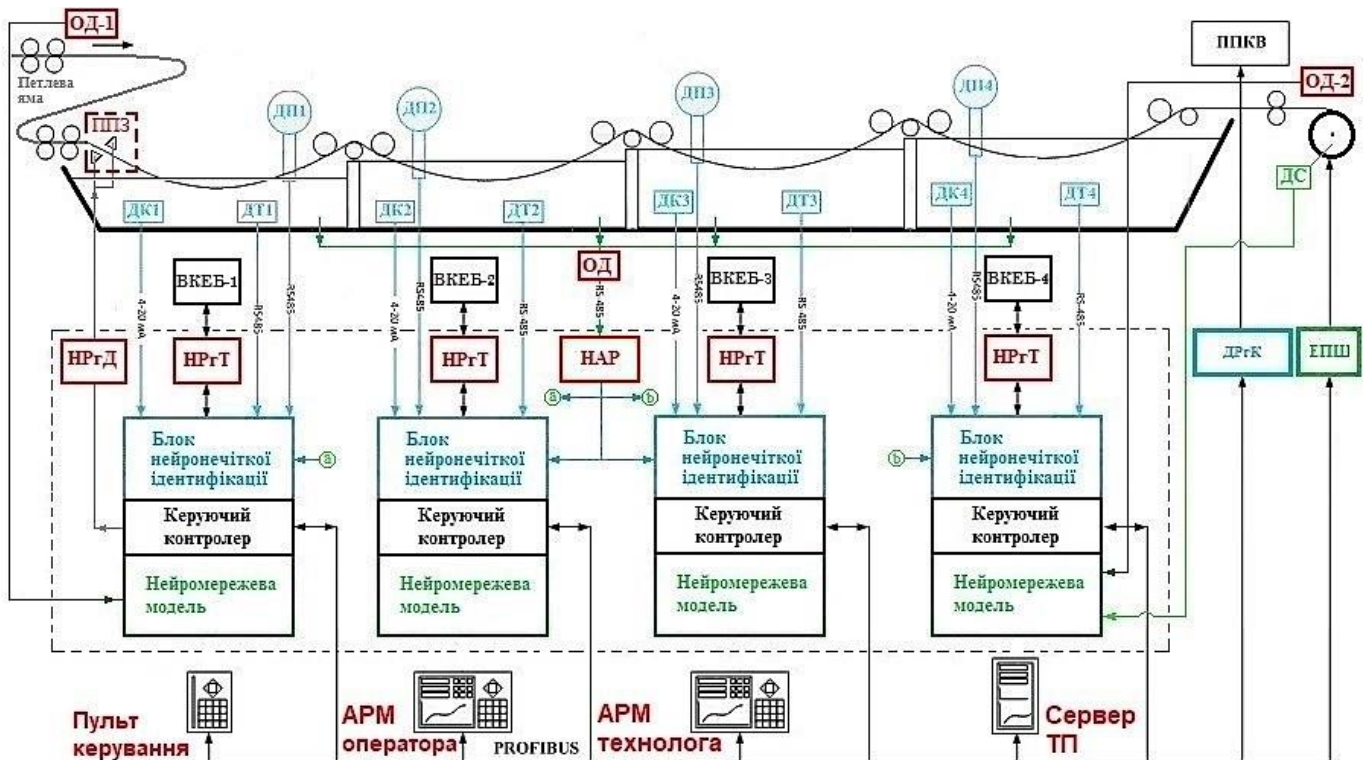 ОД-1
ППКВ
ОД-2
Петлева
яма
ППЗ
ДП1
ДП2
ДП3
ДП4
ДС
ДК1
ДТ1
ДК2
ДТ2
ДК3
ДТ3
ДК4
ДТ4
ОД
ВКЕБ-1
ВКЕБ-2
ВКЕБ-3
ВКЕБ-4
4-20 мА
RS485
RS485
4-20 мА
RS485
RS 485
RS 485
4-20 мА
RS485
RS 485
4-20 мА
RS485
RS 485
НРгД
НРгТ
НРгТ
НАР
НРгТ
НРгТ
ДРгК
ЕПШ
a
b
Блок
нейронечіткої
ідентифікації
a
Блок
нейронечіткої
ідентифікації
Блок
нейронечіткої
ідентифікації
b
Блок
нейронечіткої
ідентифікації
Керуючий
контролер
Керуючий
контролер
Керуючий
контролер
Керуючий
контролер
Нейромережева
модель
Нейромережева
модель
Нейромережева
модель
Нейромережева
модель
Пульт
керування
АРМ
оператора
PROFIBUS
АРМ
технолога
Сервер
ТП